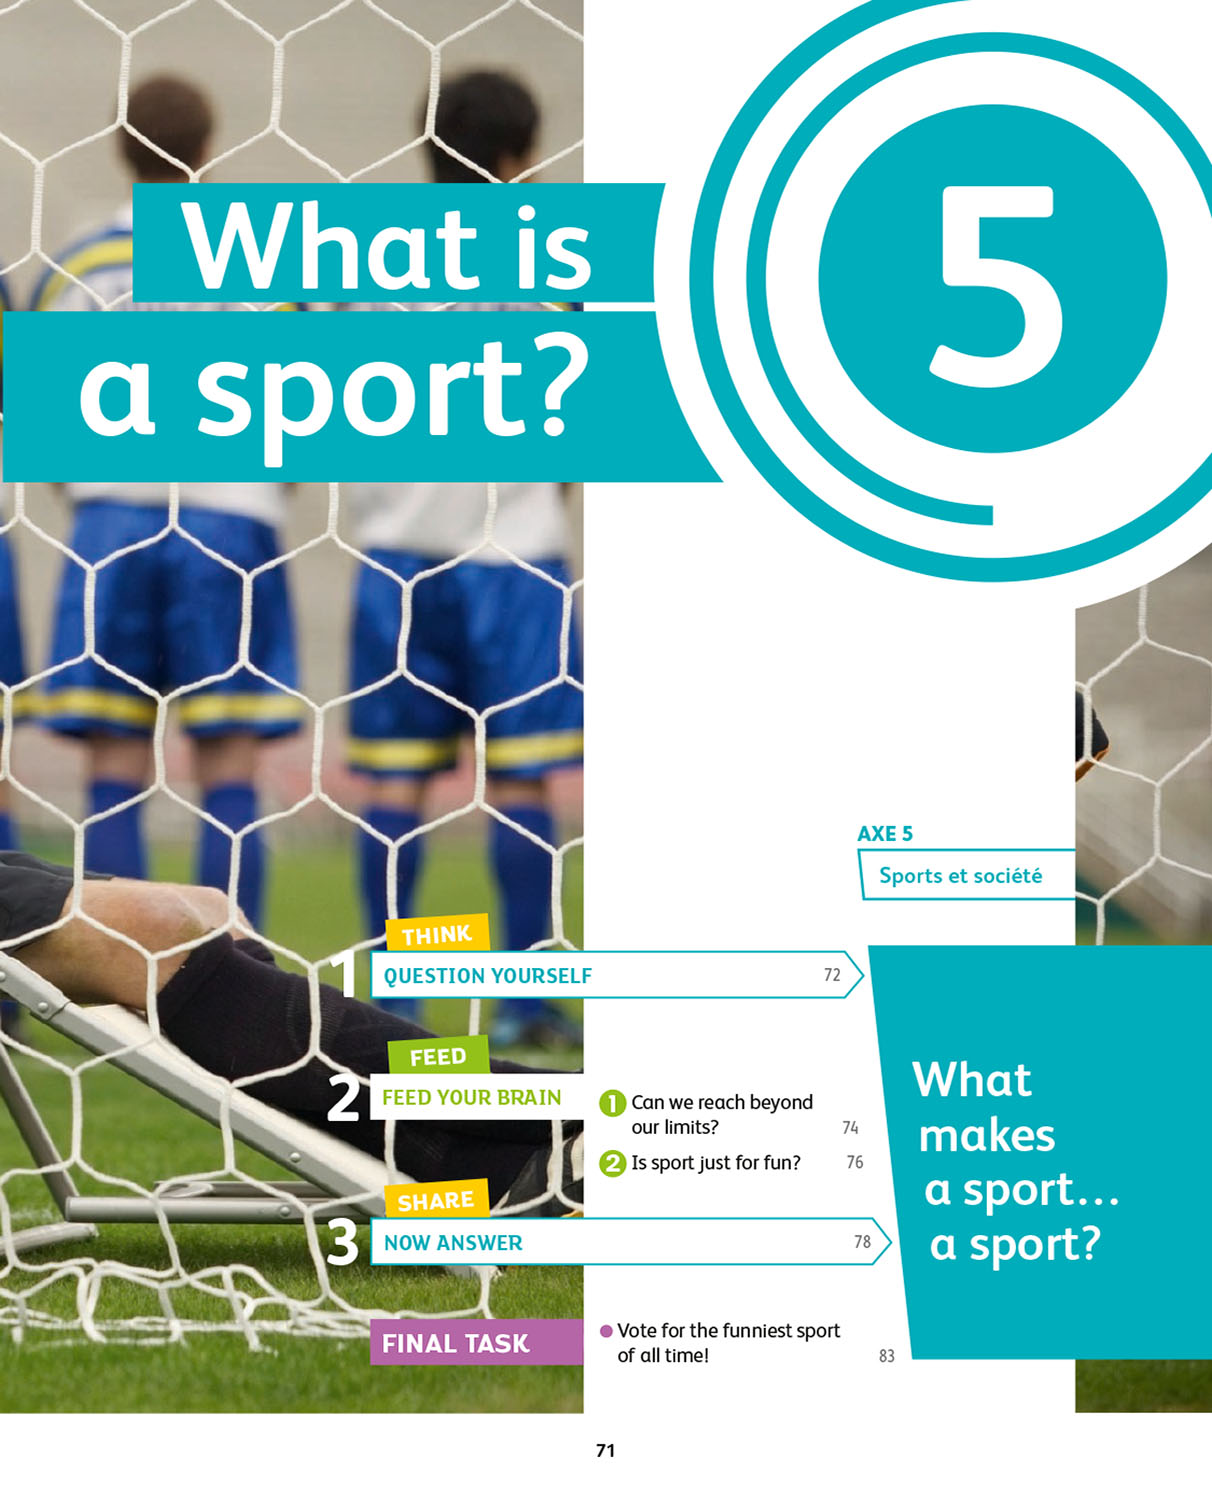 What is
a sport?
5
AXE 5
Sports et société
THINK
1 QUESTION YOURSELF 72
FEED
2 FEED YOUR BRAIN
1 Can we reach beyond
our limits? 74
2 Is sport just for fun? 76
SHARE
3 NOW ANSWER 78
What
makes
a sport...
a sport?
FINAL TASK
● Vote for the funniest sport
of all time! 83
71